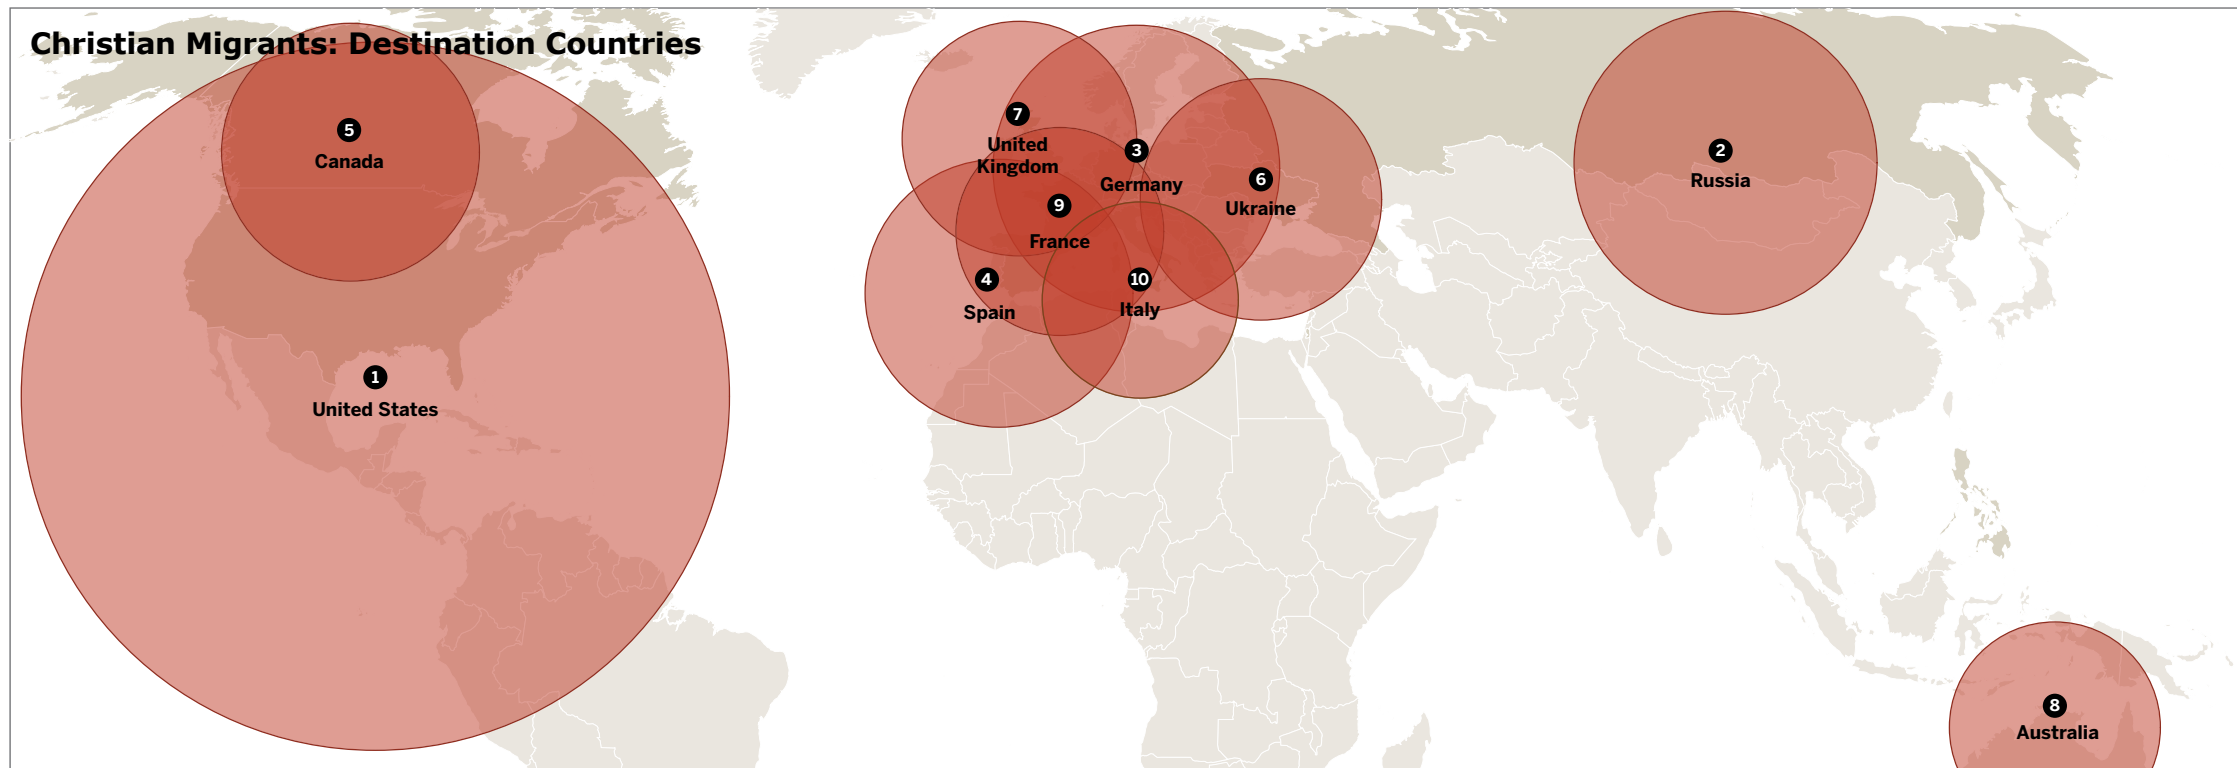 Christian Migrants: Destination Countries
5
Canada
1
United States
7
United
Kingdom
3
Germany
6
Ukraine
9
France
4
Spain
10
Italy
2
Russia
8
Australia